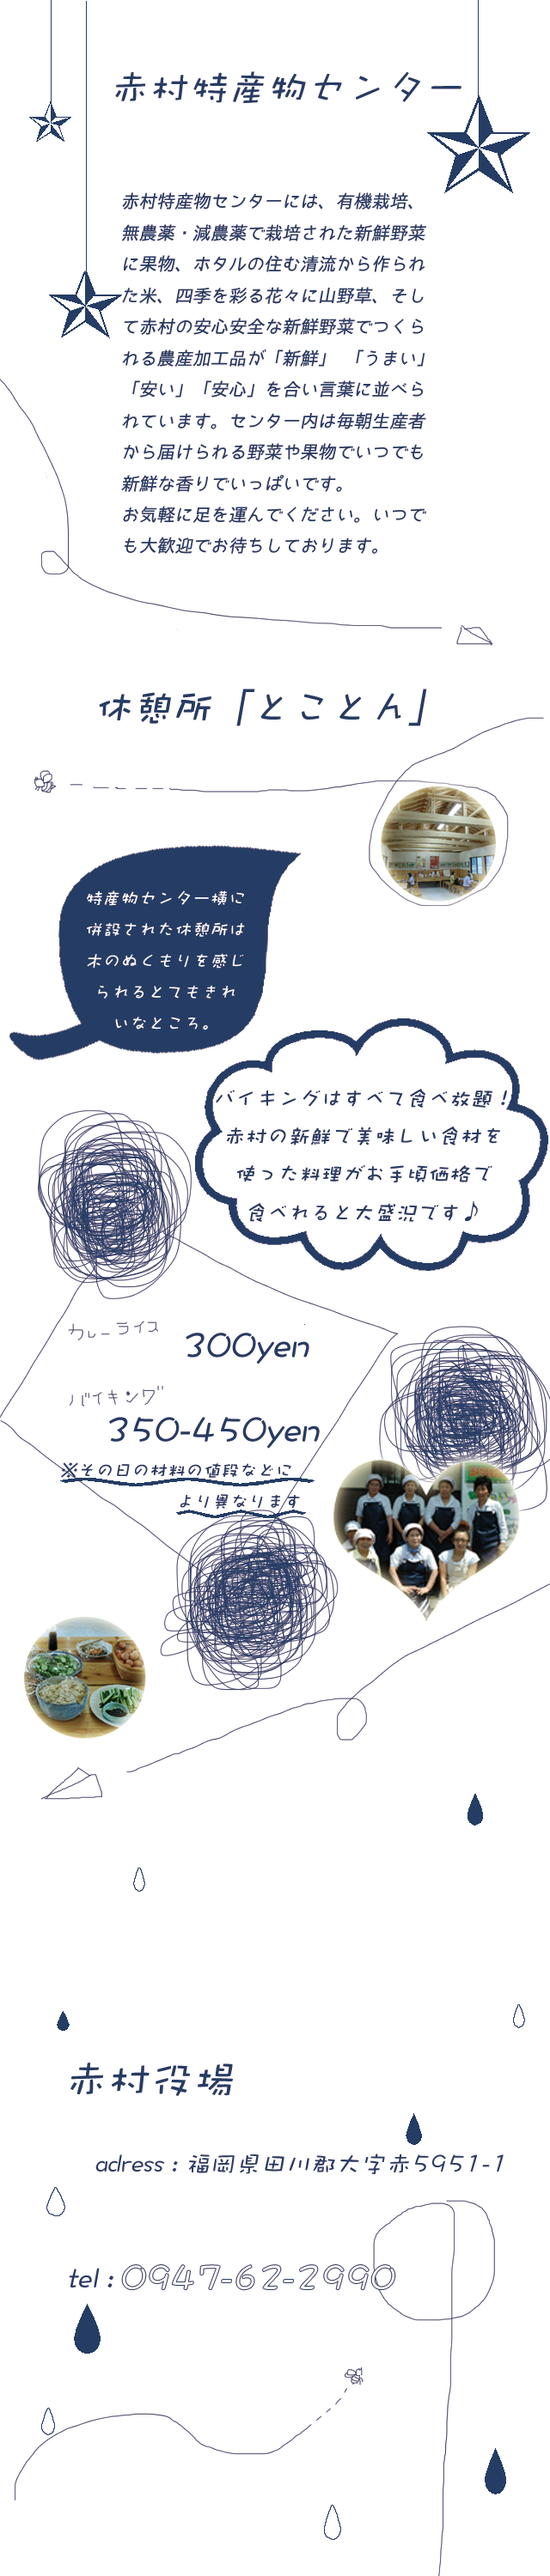 赤村特産物センター
赤村特産物センターには、有機栽培、
無農薬・減農薬で栽培された新鮮野菜
に果物、ホタルの住む清流から作られ
た米、四季を彩る花々に山野草、そし
て赤村の安心安全な新鮮野菜でつくら
れる農産加工品が「新鮮」 「うまい」
「安い」「安心」を合い言葉に並べら
れています。センター内は毎朝生産者
から届けられる野菜や果物でいつでも
新鮮な香りでいっぱいです。
お気軽に足を運んでください。いつで
も大歓迎でお待ちしております。
休憩所「とことん」
特産物センター横に
併設された休憩所は
木のぬくもりを感じ
られるとてもきれ
いなところ。
バイキングはすべて食べ放題！
赤村の新鮮で美味しい食材を
使った料理がお手頃価格で
食べれると大盛況です♪
カレーライス
300yen
バイキング
350-450yen
※その日の材料の値段などに
より異なります
赤村役場
adress : 福岡県田川郡大字赤5951-1
tel : 0947-62-2990